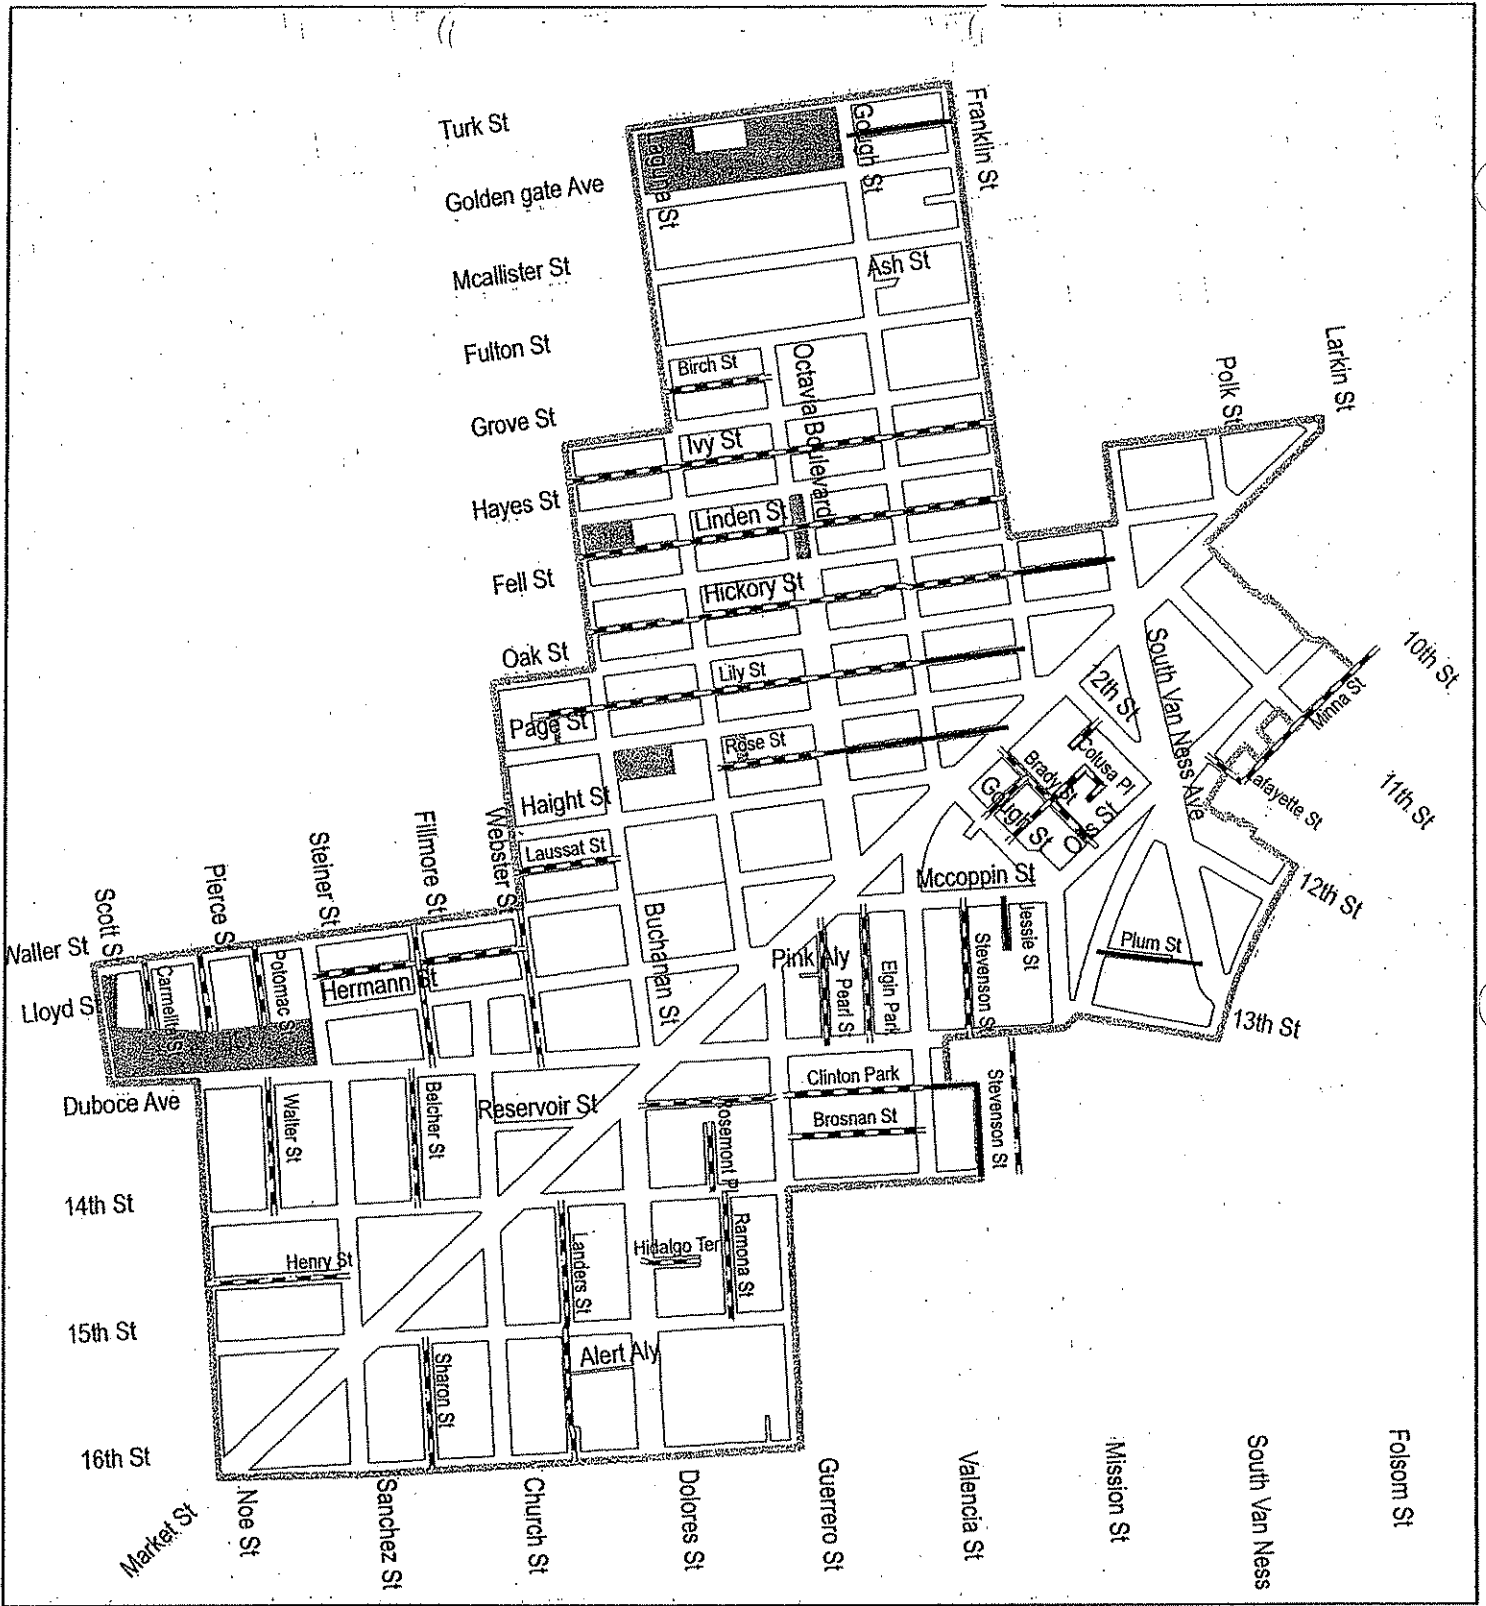 Turk St
Golden gate Ave
Mcallister St
Fulton St
Grove St
Hayes St
Fell St
Oak St
Page St
Haight St
Laussat St
Laguna St
Gough St
Franklin St
Ash St
Birch St
Octavia Boulevard
Ivy St
Linden St
Hickory St
Lily St
Rose St
Polk St
Larkin St
10th St
11th St
12th St
13th St
South Van Ness Ave
12th St
Minna St
Lafayette St
Colusa Pl
Brady St
Gough St
Mccoppin St
Jessie St
Stevenson St
Plum St
Elgin Park
Pearl St
Pink Aly
Buchanan St
Webster S
Fillmore St
Steiner St
Pierce S
Scott S
Waller St
Lloyd S
Carmelita St
Potomac S
Hermann St
Duboce Ave
Walter St
Belcher St
Reservoir St
Clinton Park
Brosnan St
Stevenson St
Rosemont Pl
Ramona St
Hidalgo Ter
Landers St
Henry St
Sharon St
Alert Aly
14th St
15th St
16th St
Market St
Noe St
Sanchez St
Church St
Dolores St
Guerrero St
Valencia St
Mission St
South Van Ness
Folsom St